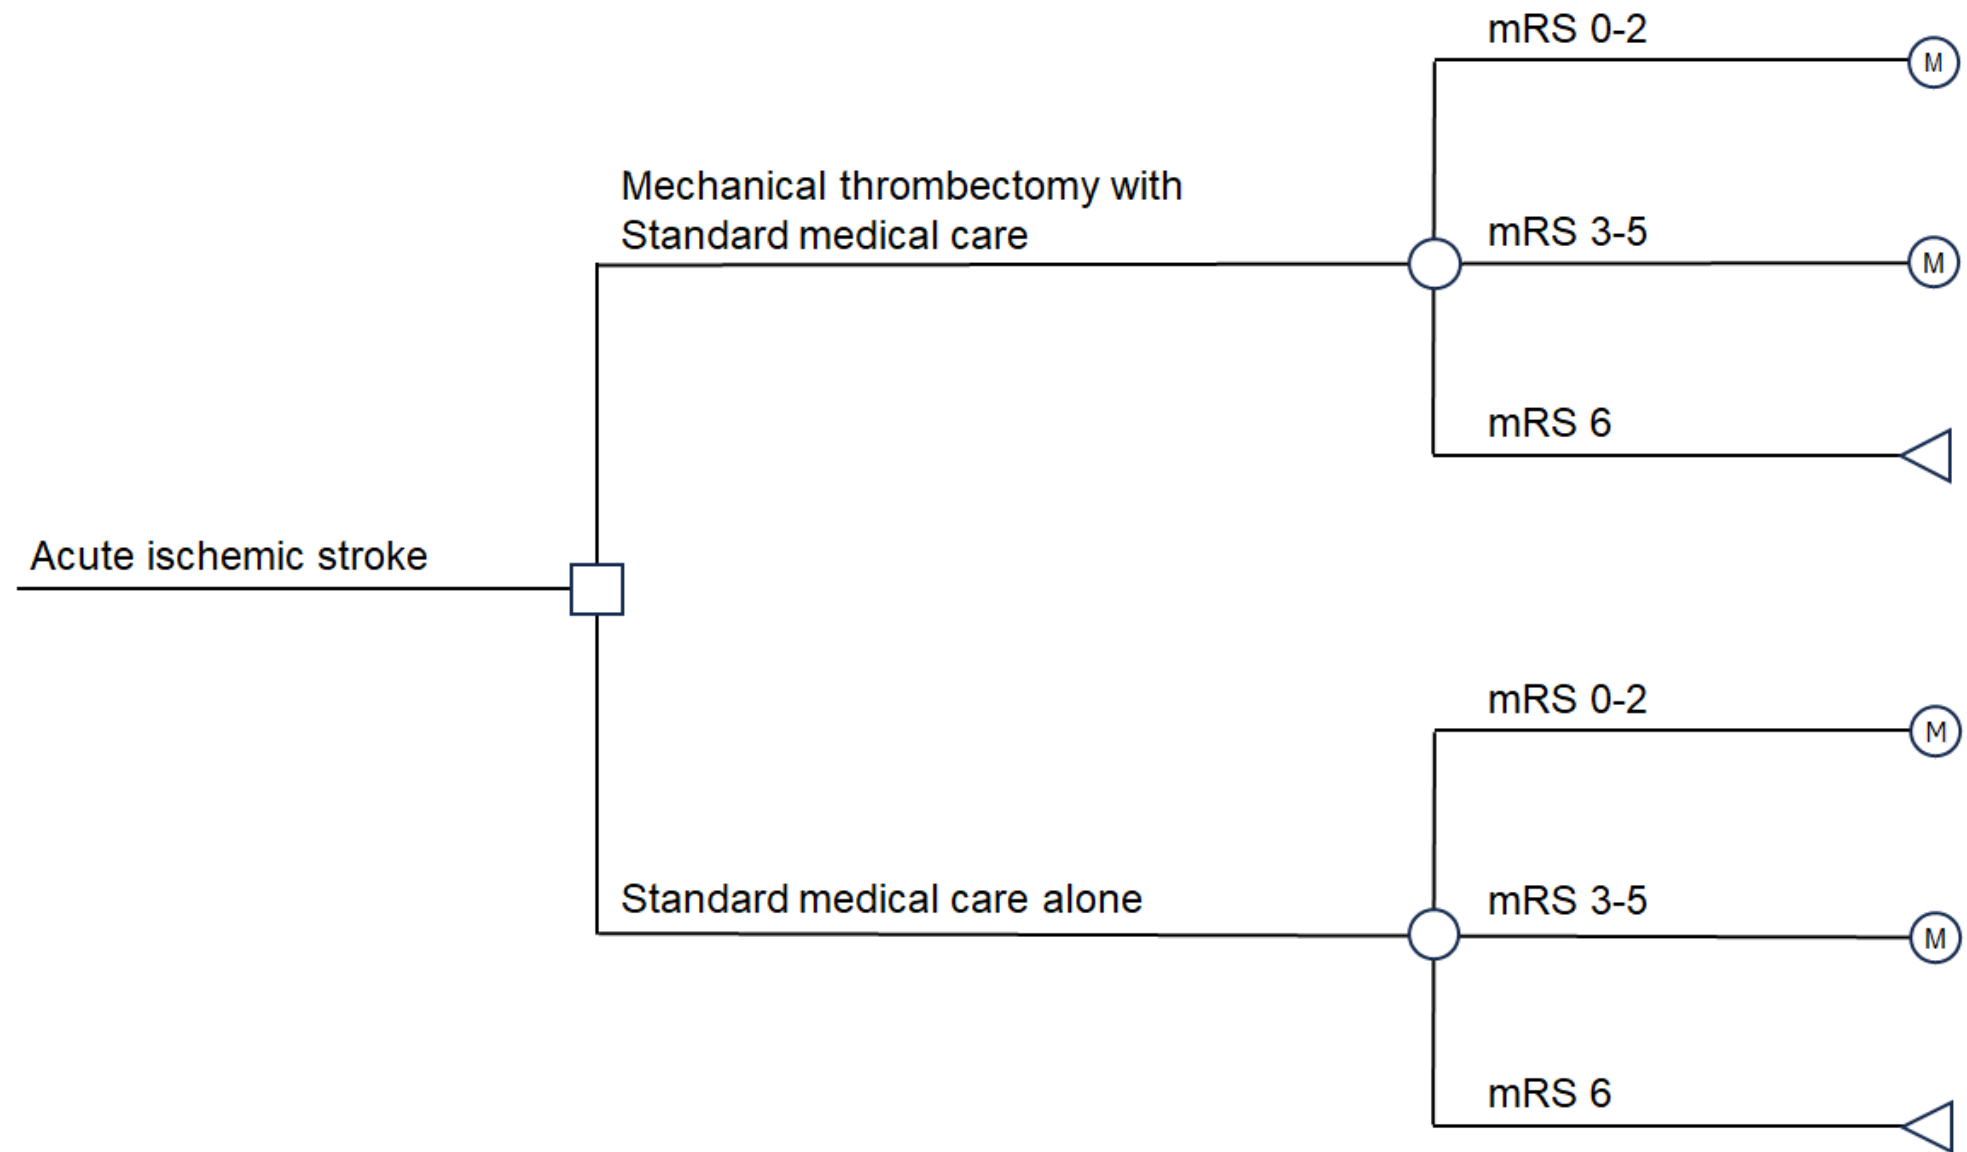 mRS 0-2
M
Mechanical thrombectomy with
Standard medical care
mRS 3-5
M
mRS 6
Acute ischemic stroke
mRS 0-2
M
Standard medical care alone
mRS 3-5
M
mRS 6